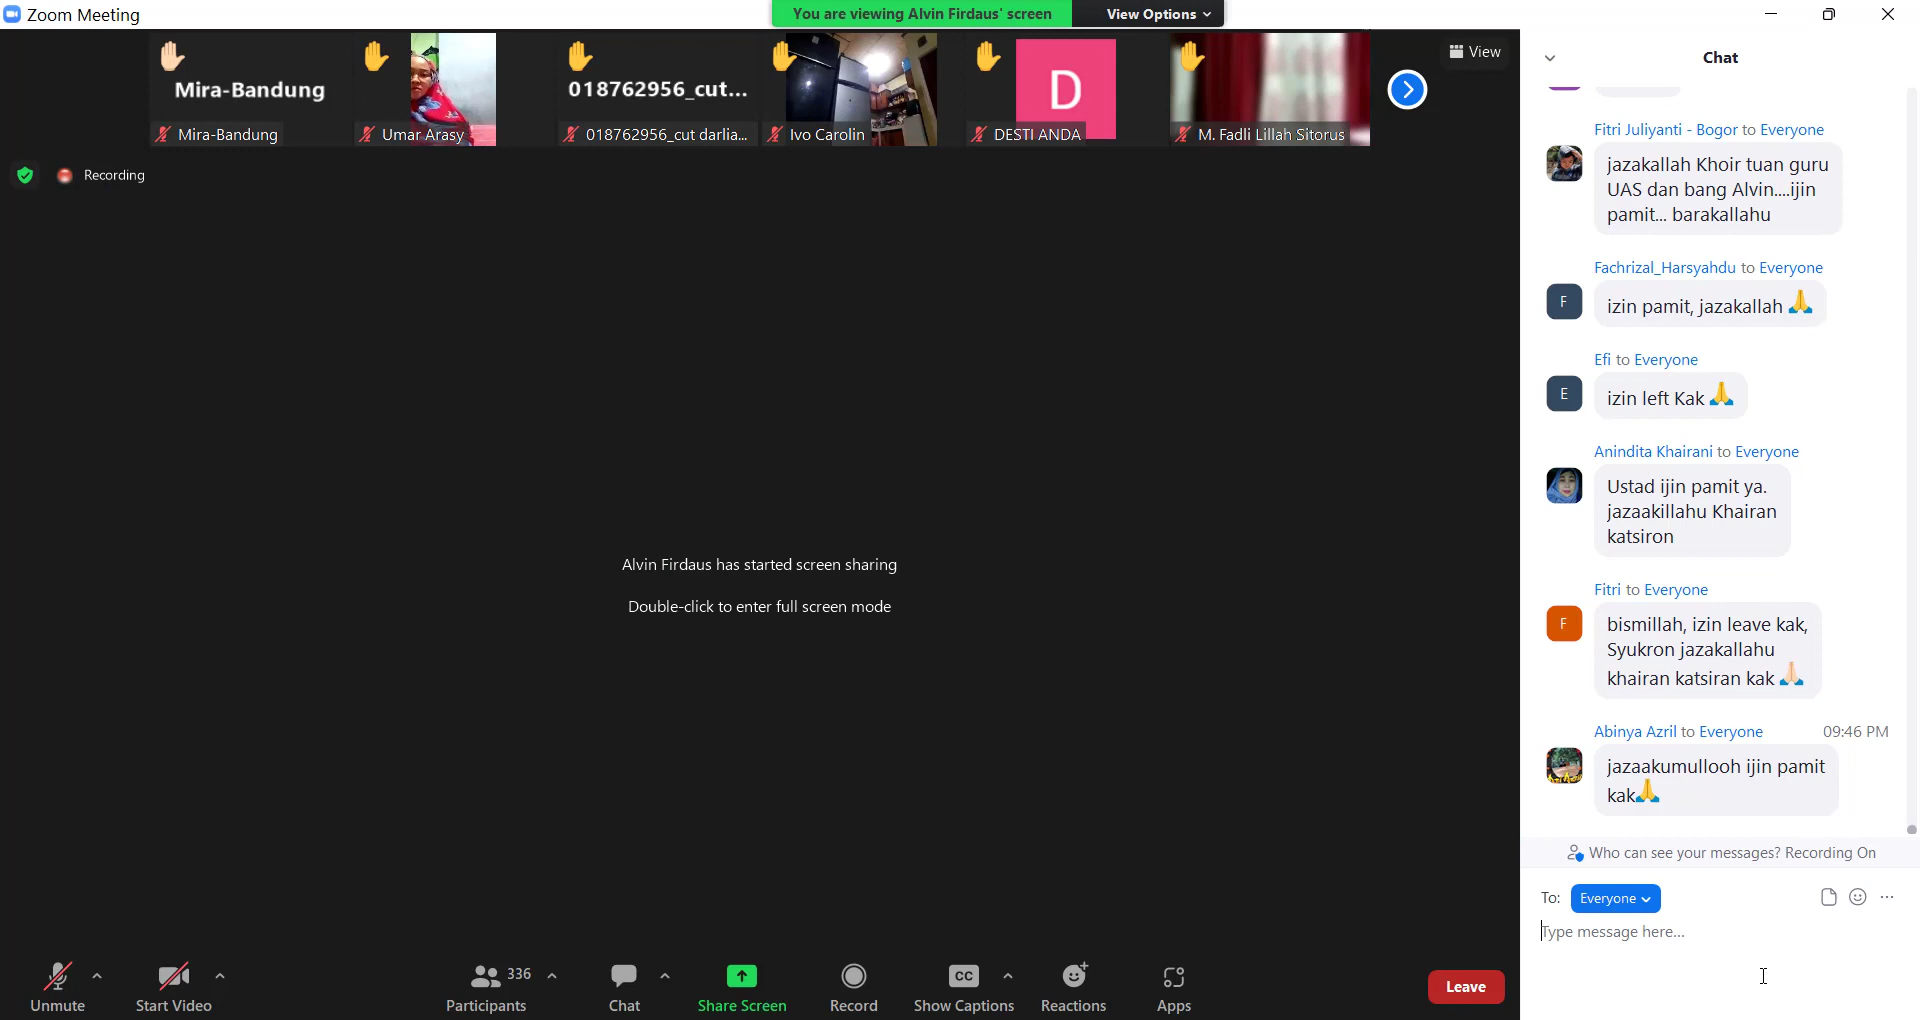 Zoom Meeting
You are viewing Alvin Firdaus' screen
View Options
Mira-Bandung
Mira-Bandung
Umar Arasy
018762956_cut...
018762956_cut darlia...
Ivo Carolin
D
DESTI ANDA
M. Fadli Lillah Sitorus
View
Recording
Alvin Firdaus has started screen sharing
Double-click to enter full screen mode
Chat
Fitri Juliyanti - Bogor to Everyone
jazakallah Khoir tuan guru
UAS dan bang Alvin....ijin
pamit... barakallahu
Fachrizal_Harsyahdu to Everyone
F
izin pamit, jazakallah 🙏
Efi to Everyone
E
izin left Kak 🙏
Anindita Khairani to Everyone
Ustad ijin pamit ya.
jazaakillahu Khairan
katsiron
Fitri to Everyone
F
bismillah, izin leave kak,
Syukron jazakallahu
khairan katsiran kak 🙏🏻
Abinya Azril to Everyone 09:46 PM
jazaakumullooh ijin pamit
kak🙏
Who can see your messages? Recording On
To: Everyone
Type message here...
Unmute
Start Video
336
Participants
Chat
Share Screen
Record
CC
Show Captions
Reactions
Apps
Leave